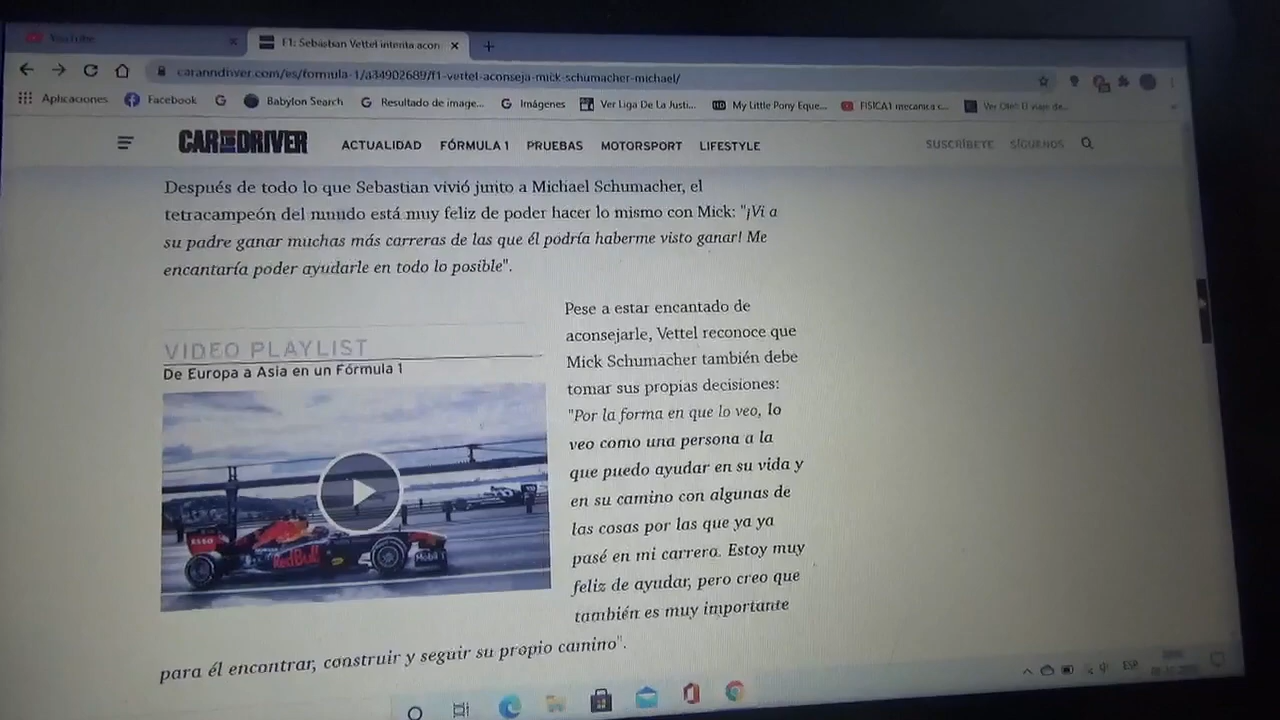 YouTube
F1: Sebastian Vettel intenta acon
caranddriver.com/es/formula-1/a34902689/f1-vettel-aconseja-mick-schumacher-michael/
Aplicaciones Facebook Babylon Search Resultado de image... Imágenes Ver Liga De La Justi... My Little Pony Eque... FISICA1 mecanica c...
CAR AND DRIVER ACTUALIDAD FÓRMULA 1 PRUEBAS MOTORSPORT LIFESTYLE SUSCRÍBETE SÍGUENOS
Después de todo lo que Sebastian vivió junto a Michael Schumacher, el
tetracampeón del mundo está muy feliz de poder hacer lo mismo con Mick: "¡Vi a
su padre ganar muchas más carreras de las que él podría haberme visto ganar! Me
encantaría poder ayudarle en todo lo posible".
VIDEO PLAYLIST
De Europa a Asia en un Fórmula 1
esso
Red Bull
Mobil
Pese a estar encantado de
aconsejarle, Vettel reconoce que
Mick Schumacher también debe
tomar sus propias decisiones:
"Por la forma en que lo veo, lo
veo como una persona a la
que puedo ayudar en su vida y
en su camino con algunas de
las cosas por las que ya ya
pasé en mi carrera. Estoy muy
feliz de ayudar, pero creo que
también es muy importante
para él encontrar, construir y seguir su propio camino".
ESP